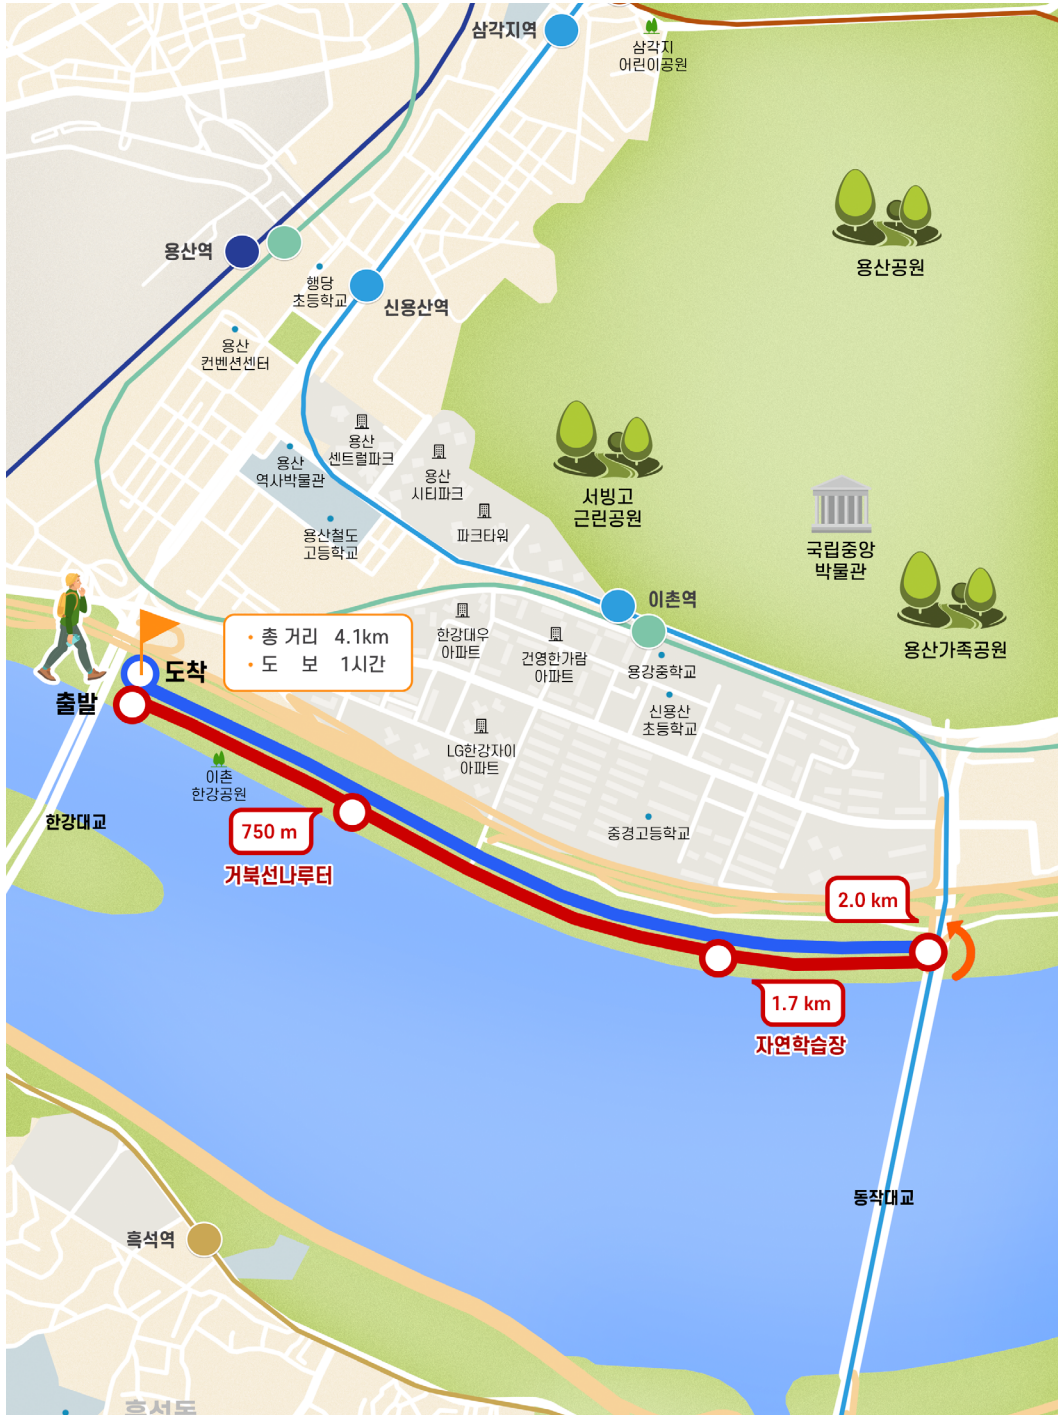 삼각지역
삼각지
어린이공원
용산역
행당
초등학교
신용산역
용산공원
용산
컨벤션센터
용산
센트럴파크
용산
역사박물관
용산
시티파크
파크타워
용산철도
고등학교
서빙고
근린공원
국립중앙
박물관
이촌역
용산가족공원
총 거리 4.1km
도 보 1시간
한강대우
아파트
건영한가람
아파트
용강중학교
신용산
초등학교
도착
출발
LG한강자이
아파트
이촌
한강공원
한강대교
750 m
거북선나루터
중경고등학교
2.0 km
1.7 km
자연학습장
동작대교
흑석역
흑석동